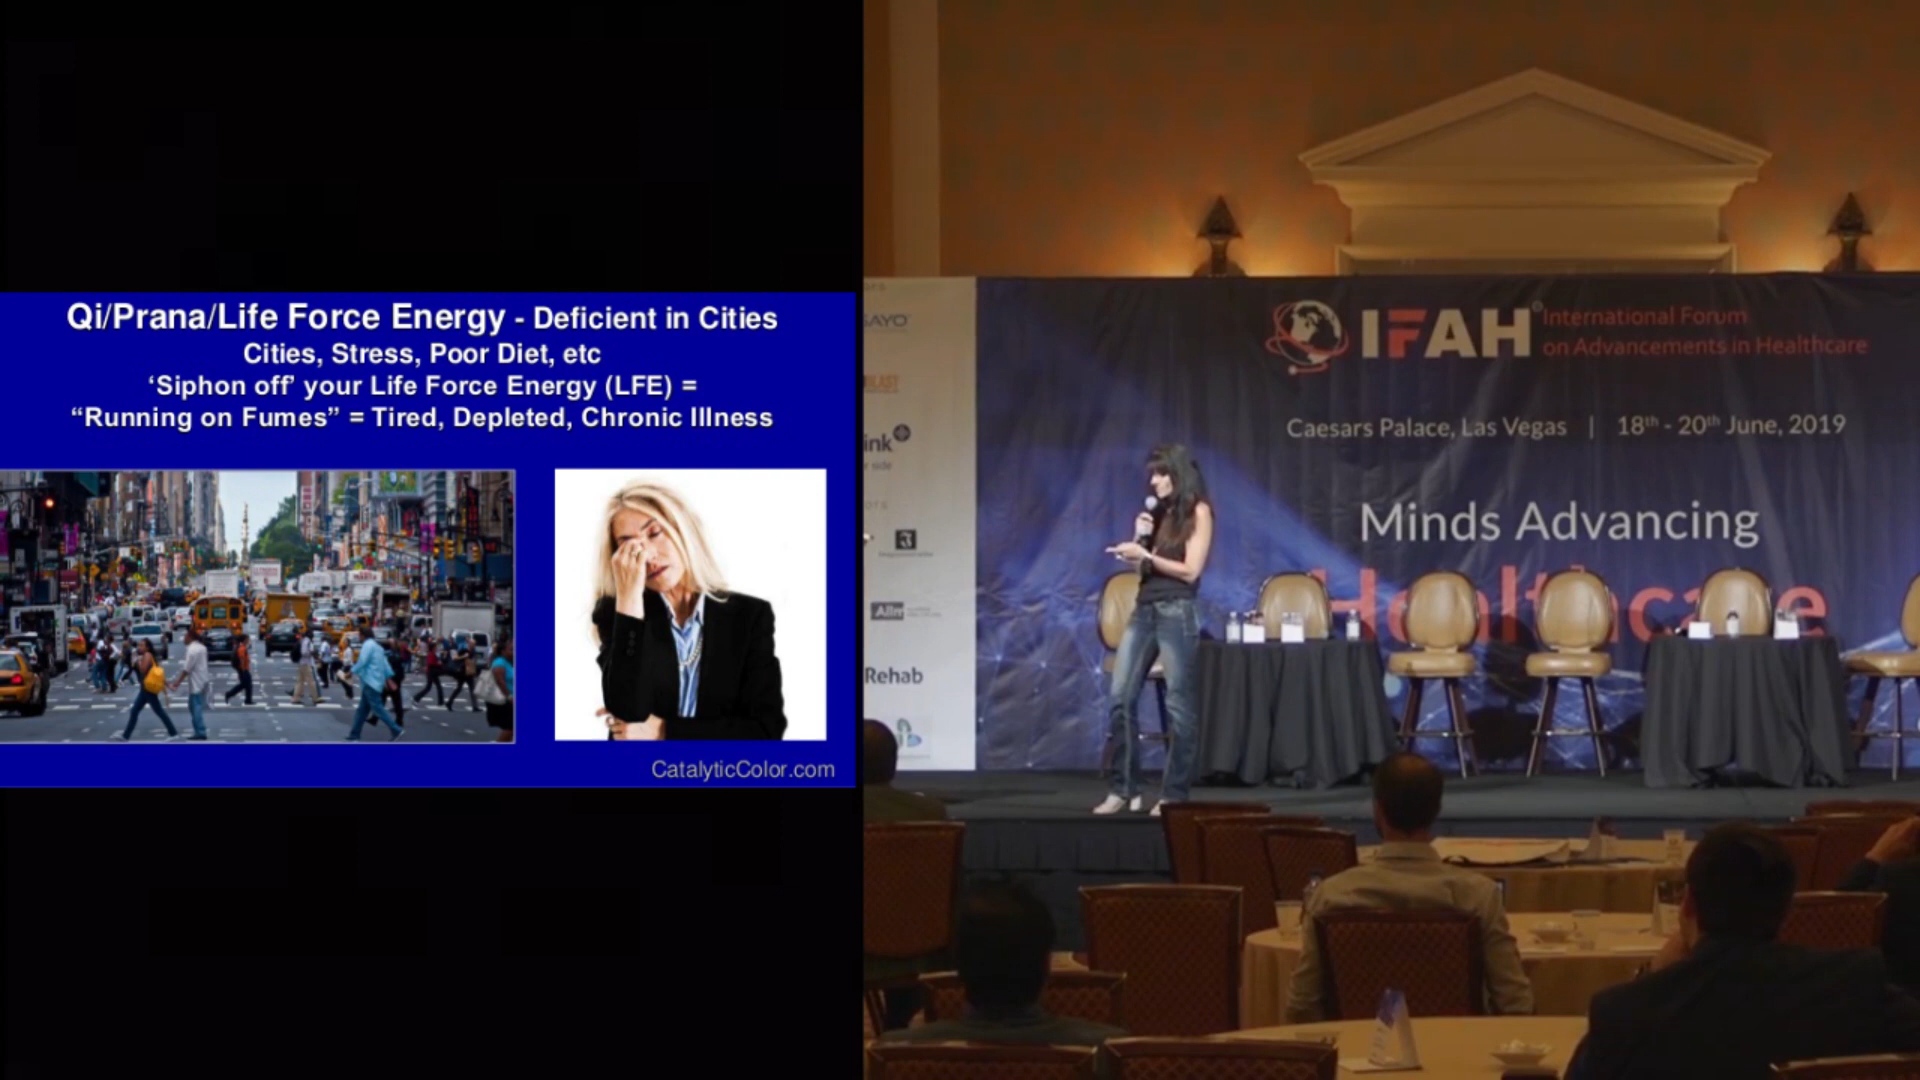 Qi/Prana/Life Force Energy - Deficient in Cities
Cities, Stress, Poor Diet, etc
‘Siphon off’ your Life Force Energy (LFE) =
“Running on Fumes” = Tired, Depleted, Chronic Illness
CatalyticColor.com
IFAH®
International Forum
on Advancements in Healthcare
Caesars Palace, Las Vegas | 18th - 20th June, 2019
Minds Advancing
Healthcare
Rehab